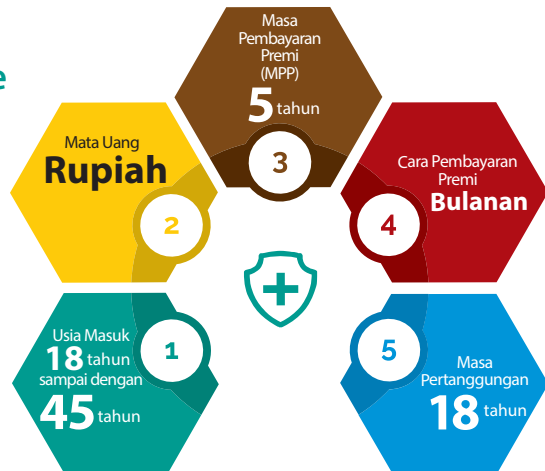 e
Masa
Pembayaran
Premi
(MPP)
5 tahun
3
Mata Uang
Rupiah
2
Cara Pembayaran
Premi
Bulanan
4
Usia Masuk
18 tahun
sampai dengan
45 tahun
1
5
Masa
Pertanggungan
18 tahun